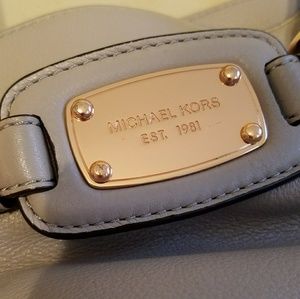 MICHAEL KORS
EST. 1981